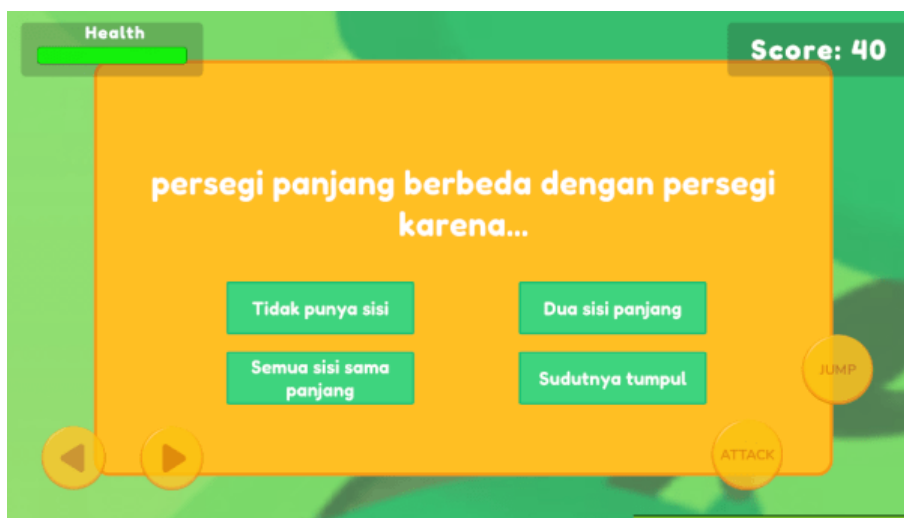 Health
Score: 40
persegi panjang berbeda dengan persegi
karena...
Tidak punya sisi
Dua sisi panjang
Semua sisi sama
panjang
Sudutnya tumpul
JUMP
ATTACK